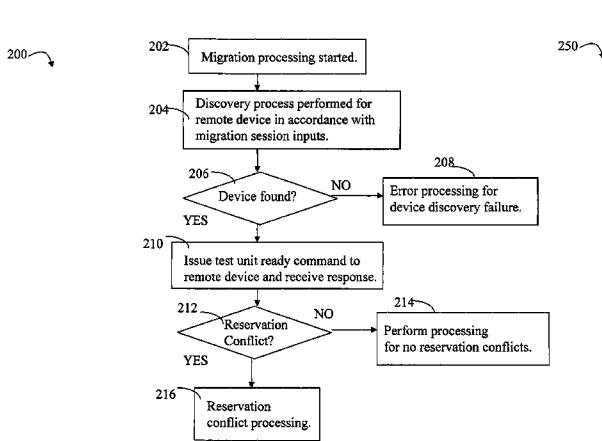 200
250
202
Migration processing started.
204
Discovery process performed for
remote device in accordance with
migration session inputs.
206
Device found?
NO
YES
208
Error processing for
device discovery failure.
210
Issue test unit ready command to
remote device and receive response.
212
Reservation
Conflict?
NO
YES
214
Perform processing
for no reservation conflicts.
216
Reservation
conflict processing.